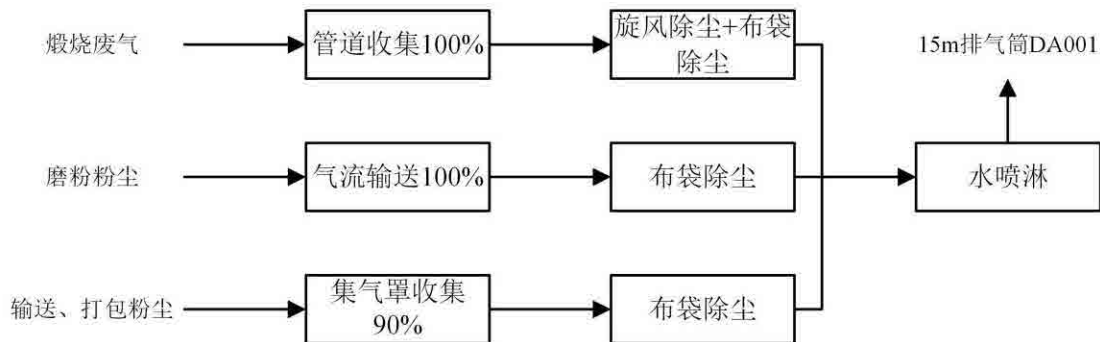 煅烧废气
管道收集100%
旋风除尘+布袋
除尘
15m排气筒DA001
磨粉粉尘
气流输送100%
布袋除尘
水喷淋
输送、打包粉尘
集气罩收集
90%
布袋除尘